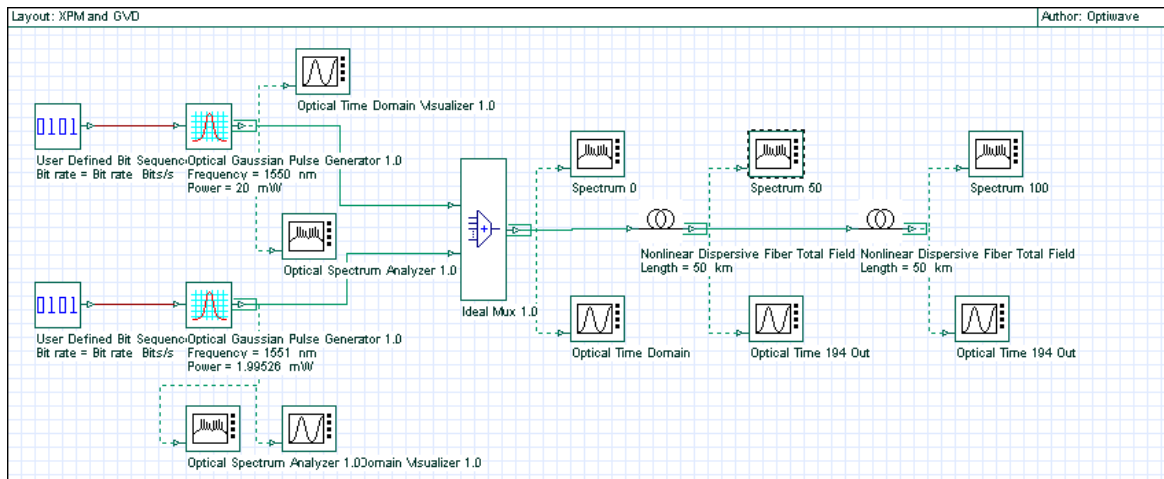 Layout: XPM and GVD
Author: Optiwave
Optical Time Domain Visualizer 1.0
0101
User Defined Bit Sequenc
Bit rate = Bit rate Bits/s
Optical Gaussian Pulse Generator 1.0
Frequency = 1550 nm
Power = 20 mW
Spectrum 0
Spectrum 50
Spectrum 100
Optical Spectrum Analyzer 1.0
Nonlinear Dispersive Fiber Total Field
Length = 50 km
Nonlinear Dispersive Fiber Total Field
Length = 50 km
Ideal Mux 1.0
0101
User Defined Bit Sequenc
Bit rate = Bit rate Bits/s
Optical Gaussian Pulse Generator 1.0
Frequency = 1551 nm
Power = 1.99526 mW
Optical Time Domain
Optical Time 194 Out
Optical Time 194 Out
Optical Spectrum Analyzer 1.0
Domain Visualizer 1.0